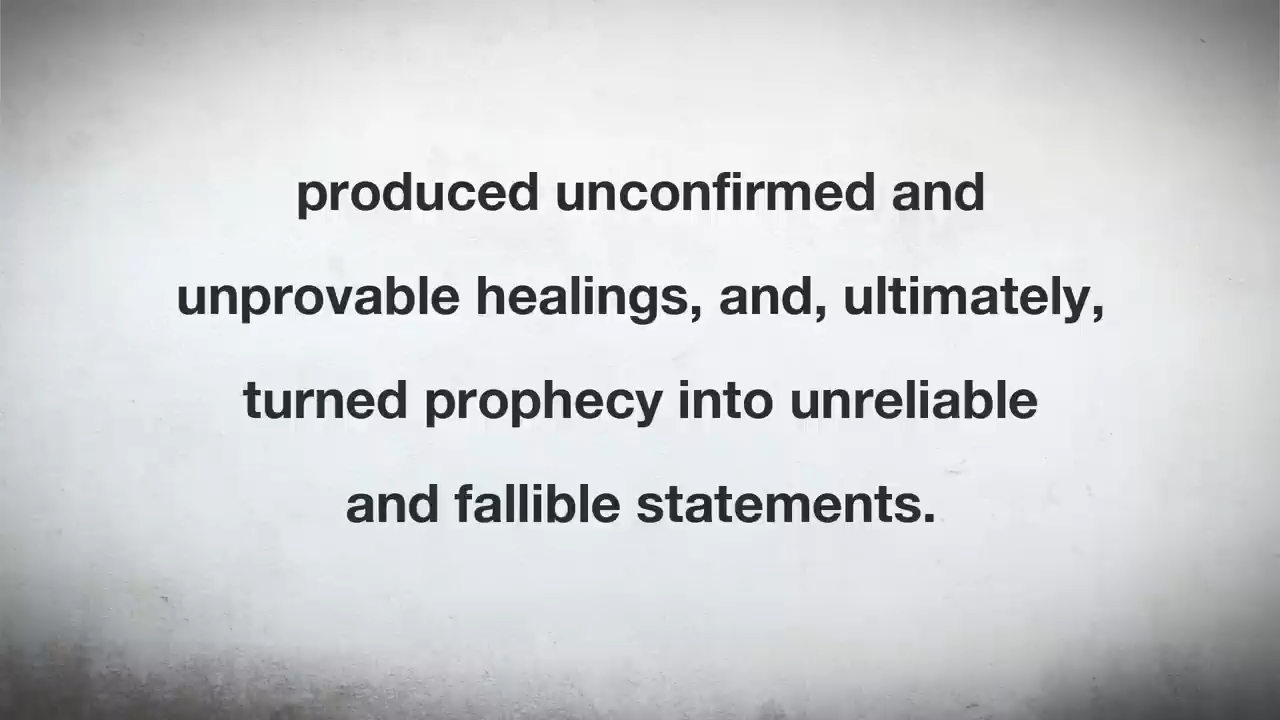 produced unconfirmed and
unprovable healings, and, ultimately,
turned prophecy into unreliable
and fallible statements.